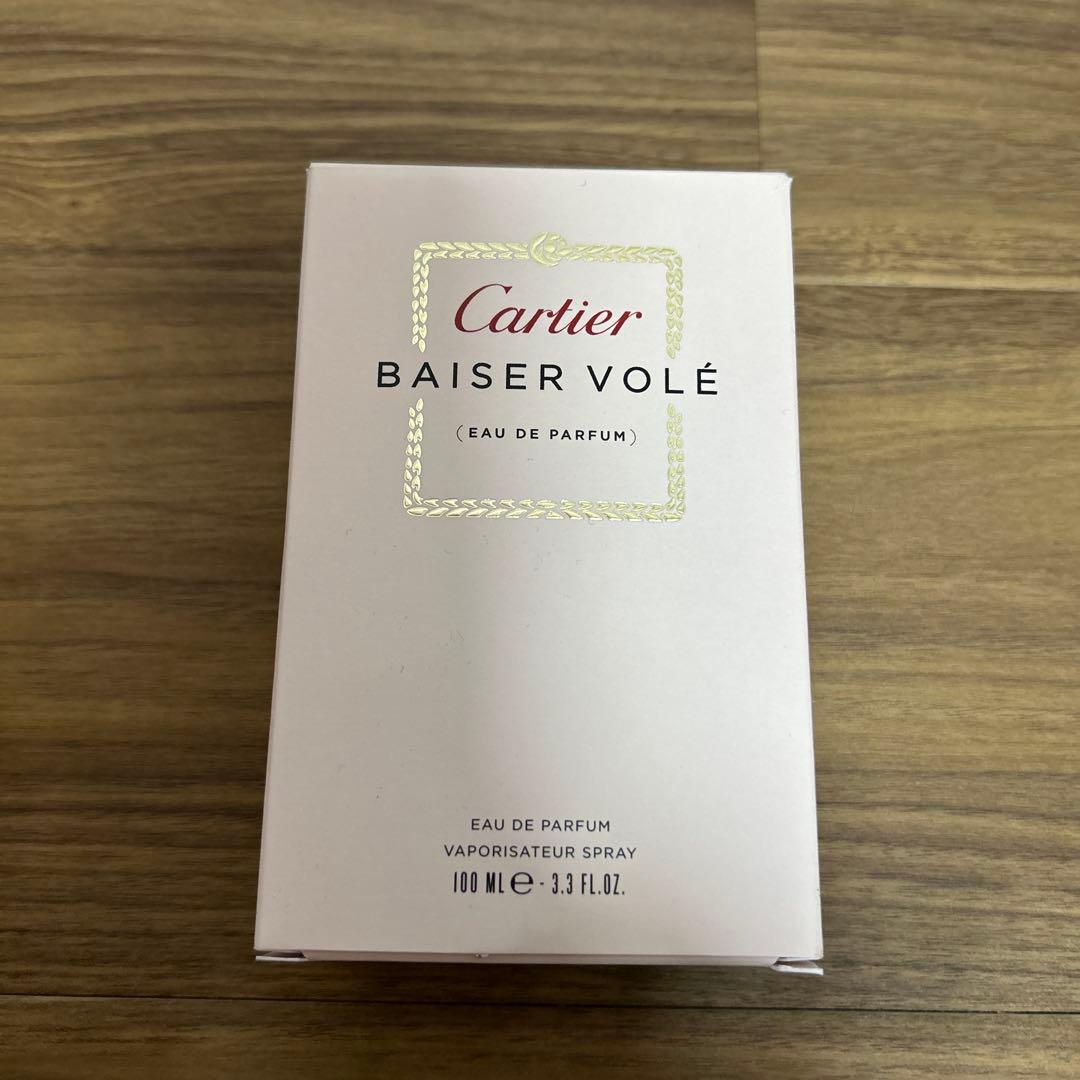 Cartier
BAISER VOLÉ
(EAU DE PARFUM)
EAU DE PARFUM
VAPORISATEUR SPRAY
100 ML ℮ - 3.3 FL.OZ.